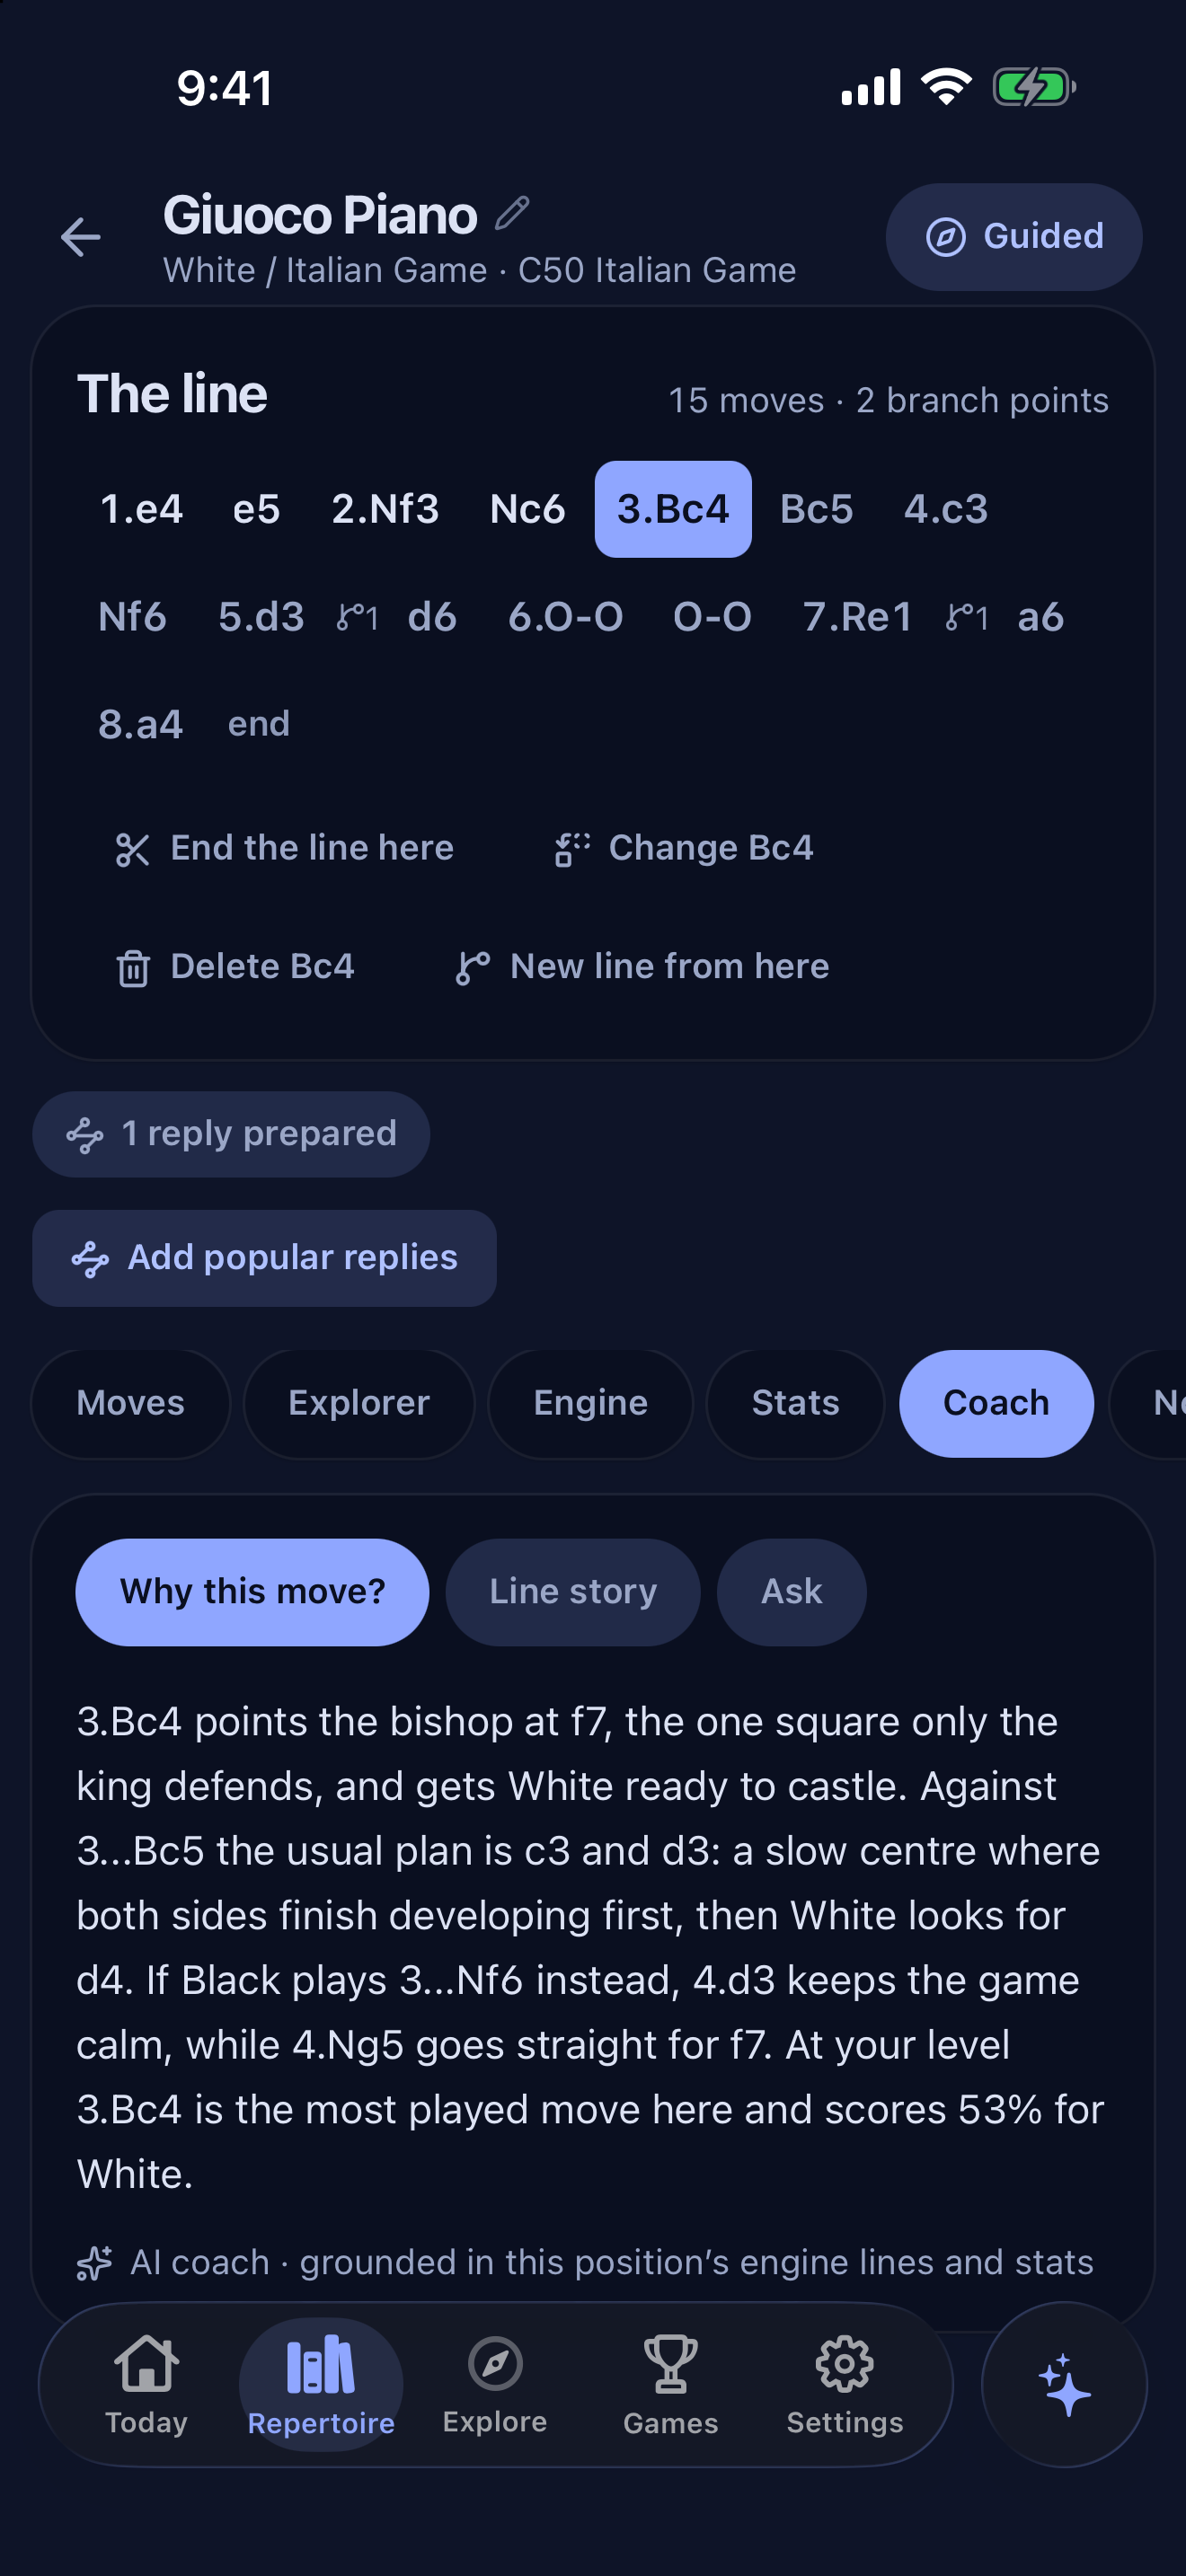 9:41
Giuoco Piano
Guided
White / Italian Game · C50 Italian Game
The line
15 moves · 2 branch points
1.e4 e5 2.Nf3 Nc6 3.Bc4 Bc5 4.c3
Nf6 5.d3 1 d6 6.O-O O-O 7.Re1 1 a6
8.a4 end
End the line here Change Bc4
Delete Bc4 New line from here
1 reply prepared
Add popular replies
Moves Explorer Engine Stats Coach
Why this move? Line story Ask
3.Bc4 points the bishop at f7, the one square only the
king defends, and gets White ready to castle. Against
3...Bc5 the usual plan is c3 and d3: a slow centre where
both sides finish developing first, then White looks for
d4. If Black plays 3...Nf6 instead, 4.d3 keeps the game
calm, while 4.Ng5 goes straight for f7. At your level
3.Bc4 is the most played move here and scores 53% for
White.
AI coach · grounded in this position's engine lines and stats
Today Repertoire Explore Games Settings